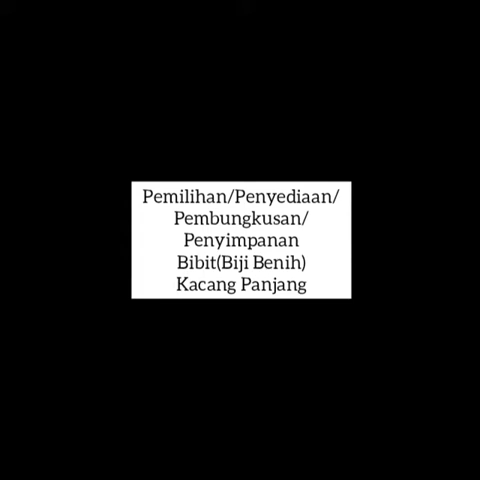 Pemilihan/Penyediaan/
Pembungkusan/
Penyimpanan
Bibit(Biji Benih)
Kacang Panjang